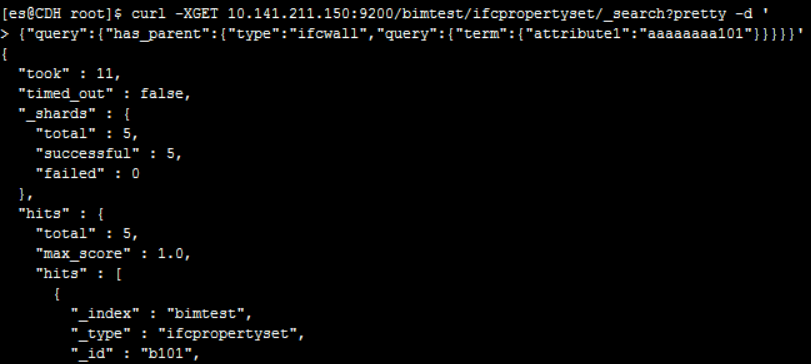 [es@CDH root]$ curl -XGET 10.141.211.150:9200/bimtest/ifcpropertyset/_search?pretty -d '
> {"query":{"has_parent":{"type":"ifcwall","query":{"term":{"attribute1":"aaaaaaaa101"}}}}}'
{
  "took" : 11,
  "timed_out" : false,
  "_shards" : {
    "total" : 5,
    "successful" : 5,
    "failed" : 0
  },
  "hits" : {
    "total" : 5,
    "max_score" : 1.0,
    "hits" : [
      {
        "_index" : "bimtest",
        "_type" : "ifcpropertyset",
        "_id" : "b101",